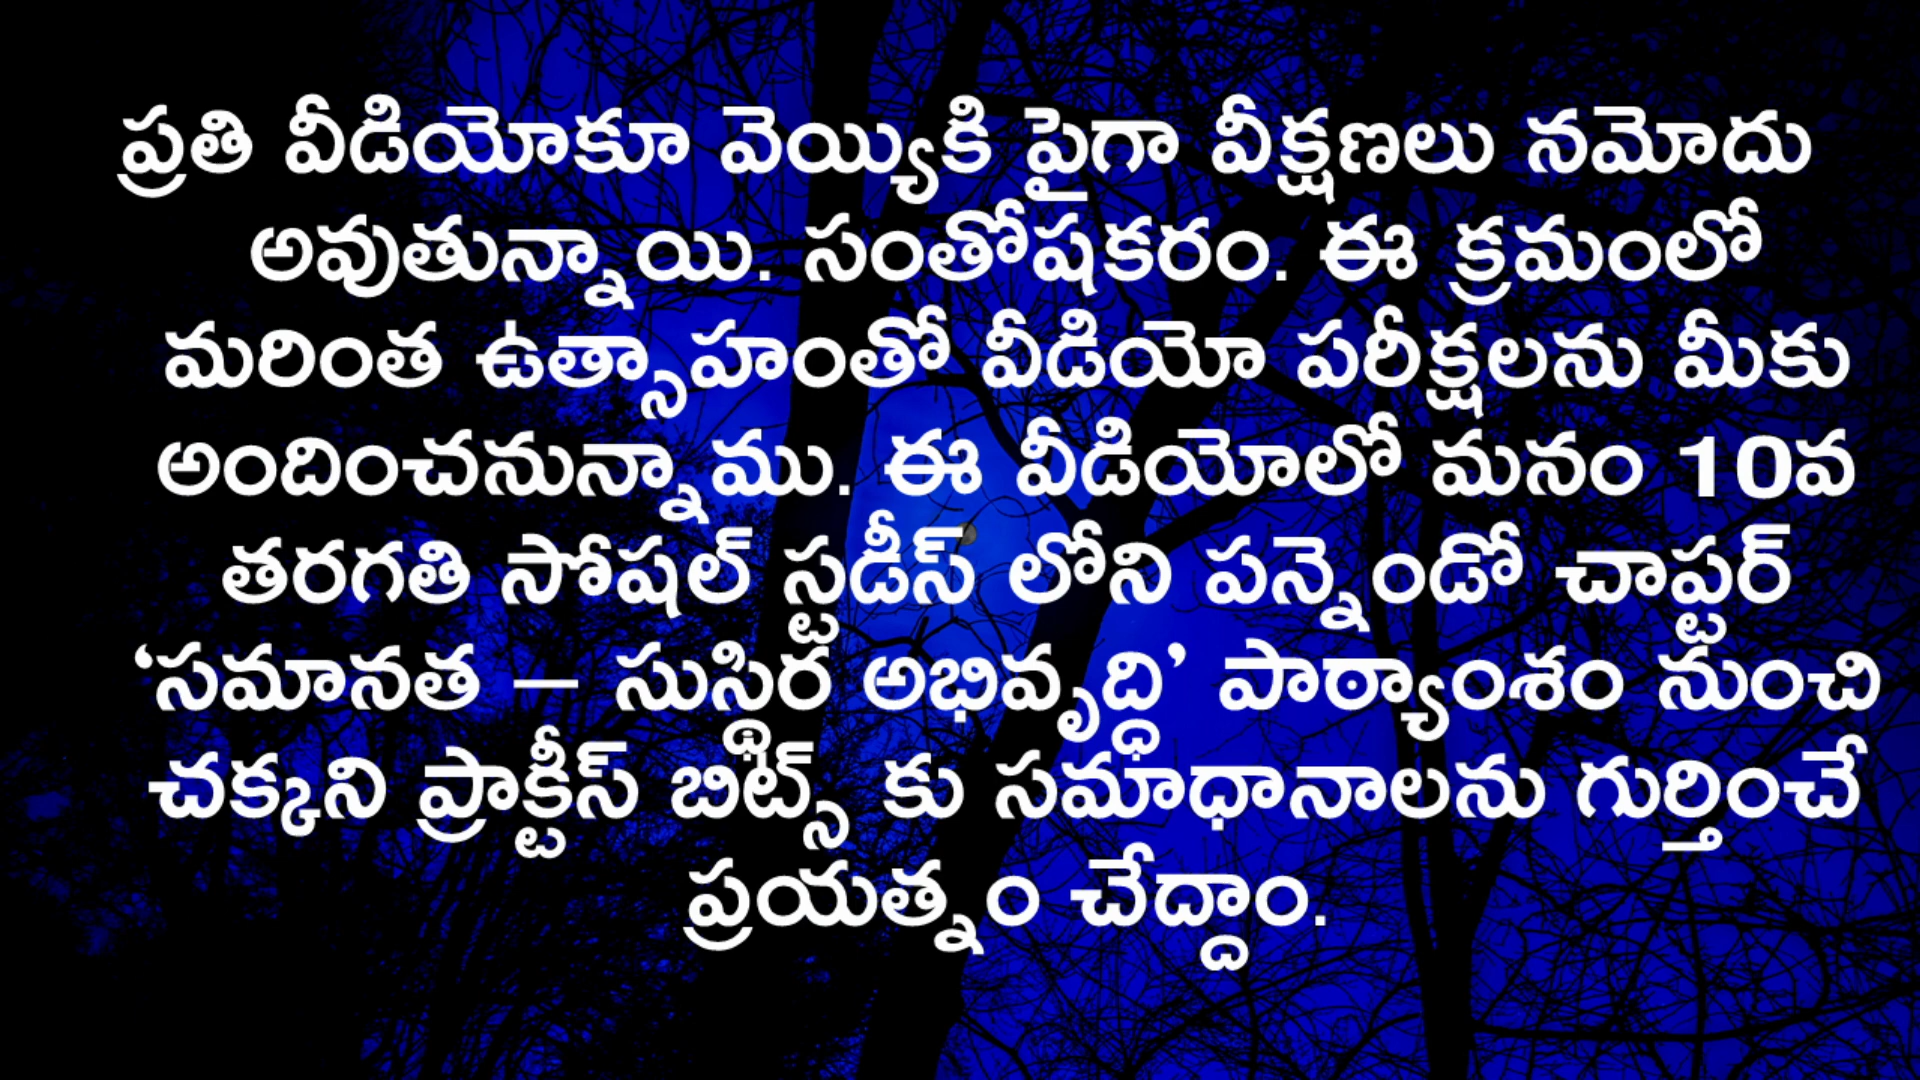 ప్రతి వీడియోకూ వెయ్యికి పైగా వీక్షణలు నమోదు
అవుతున్నాయి. సంతోషకరం. ఈ క్రమంలో
మరింత ఉత్సాహంతో వీడియో పరీక్షలను మీకు
అందించనున్నాము. ఈ వీడియోలో మనం 10వ
తరగతి సోషల్ స్టడీస్ లోని పన్నెండో చాప్టర్
‘సమానత – సుస్థిర అభివృద్ధి’ పాఠ్యాంశం నుంచి
చక్కని ప్రాక్టీస్ బిట్స్ కు సమాధానాలను గుర్తించే
ప్రయత్నం చేద్దాం.